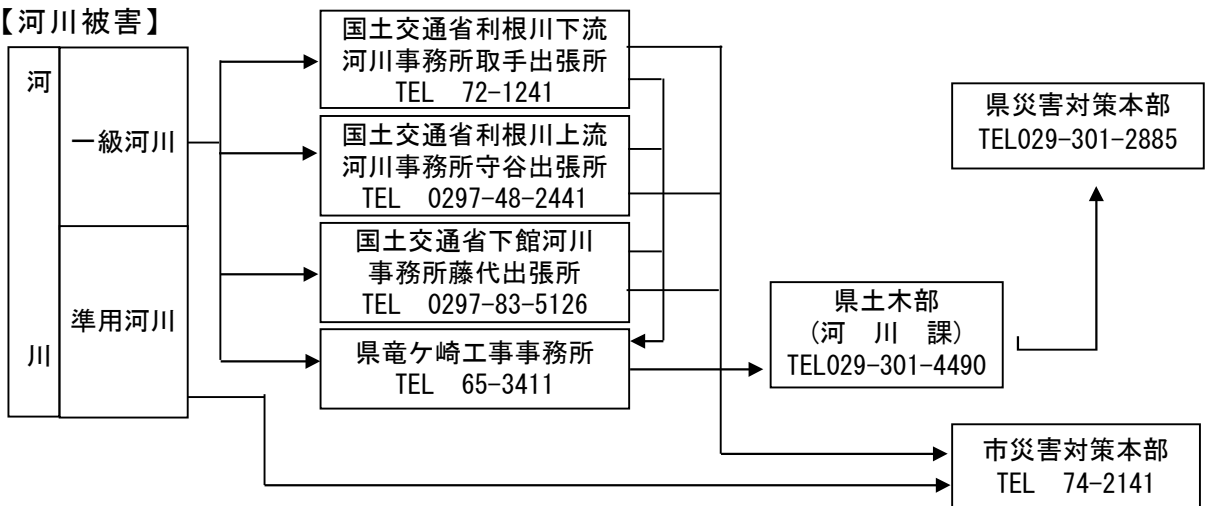 【河川被害】
河
川
一級河川
準用河川
国土交通省利根川下流
河川事務所取手出張所
TEL 72-1241
国土交通省利根川上流
河川事務所守谷出張所
TEL 0297-48-2441
国土交通省下館河川
事務所藤代出張所
TEL 0297-83-5126
県竜ケ崎工事事務所
TEL 65-3411
県土木部
(河 川 課)
TEL029-301-4490
県災害対策本部
TEL029-301-2885
市災害対策本部
TEL 74-2141